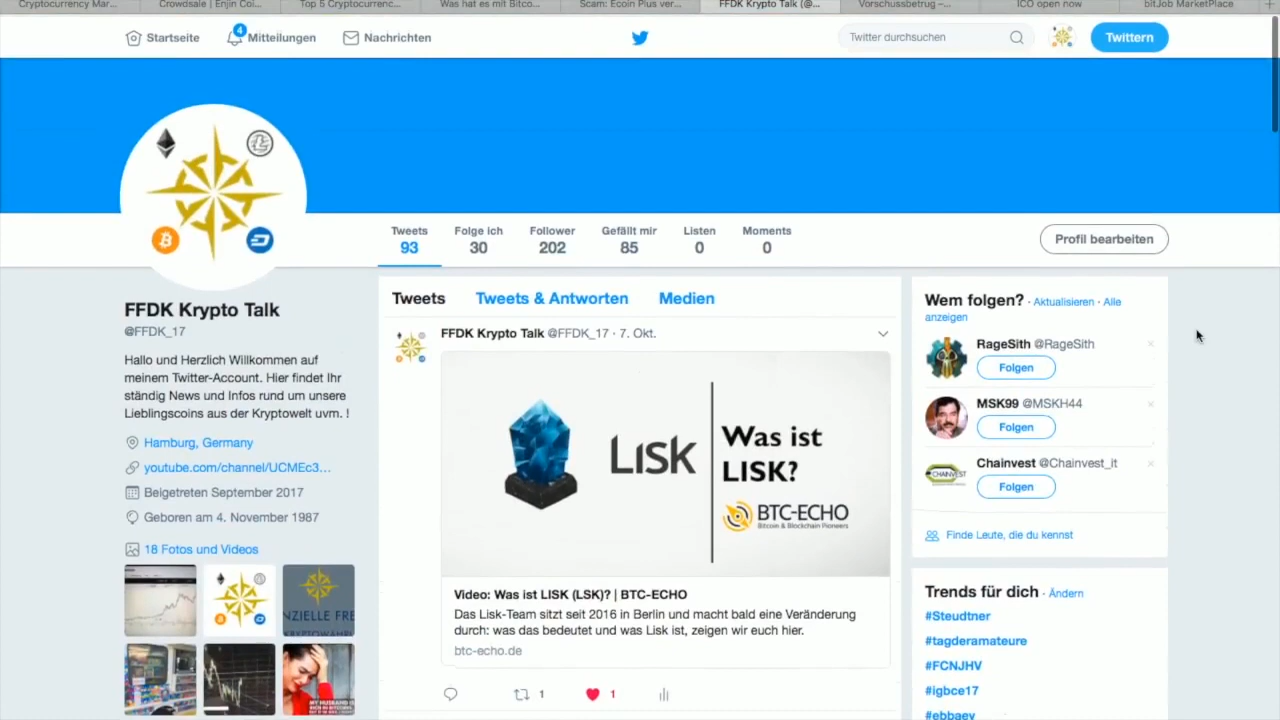 Cryptocurrency Mar...
Crowdsale | Enjin Coi...
Top 5 Cryptocurrenc...
Was hat es mit Bitco...
Scam: Ecoin Plus ver...
FFDK Krypto Talk (@...
Vorschussbetrug –...
ICO open now
bitJob MarketPlace
Startseite
4
Mitteilungen
Nachrichten
Twitter durchsuchen
Twittern
Tweets
93
Folge ich
30
Follower
202
Gefällt mir
85
Listen
0
Moments
0
Profil bearbeiten
FFDK Krypto Talk
@FFDK_17
Hallo und Herzlich Willkommen auf
meinem Twitter-Account. Hier findet Ihr
ständig News und Infos rund um unsere
Lieblingscoins aus der Kryptowelt uvm. !
Hamburg, Germany
youtube.com/channel/UCMEc3...
Beigetreten September 2017
Geboren am 4. November 1987
18 Fotos und Videos
NZIELLE FRE
Tweets
Tweets & Antworten
Medien
FFDK Krypto Talk @FFDK_17 · 7. Okt.
LISK
Was ist
LISK?
BTC-ECHO
Bitcoin & Blockchain Pioneers
Video: Was ist LISK (LSK)? | BTC-ECHO
Das Lisk-Team sitzt seit 2016 in Berlin und macht bald eine Veränderung
durch: was das bedeutet und was Lisk ist, zeigen wir euch hier.
btc-echo.de
1
1
Wem folgen? · Aktualisieren · Alle
anzeigen
RageSith @RageSith
Folgen
MSK99 @MSKH44
Folgen
CHAINVEST
Chainvest @Chainvest_it
Folgen
Finde Leute, die du kennst
Trends für dich · Ändern
#Steudtner
#tagderamateure
#FCNJHV
#igbce17
#ebbaev